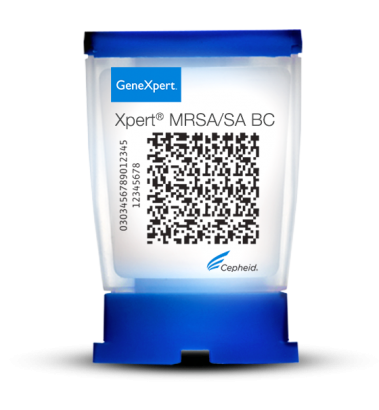 GeneXpert.
Xpert® MRSA/SA BC
0303456789012345
12345678
Cepheid.